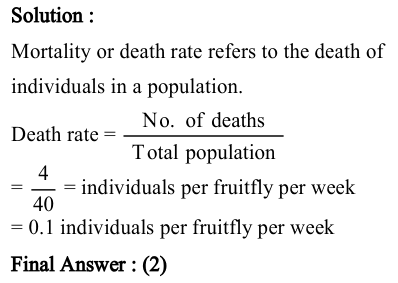 Solution :
Mortality or death rate refers to the death of
individuals in a population.
Death rate = No. of deaths / Total population
= 4/40 = individuals per fruitfly per week
= 0.1 individuals per fruitfly per week
Final Answer : (2)